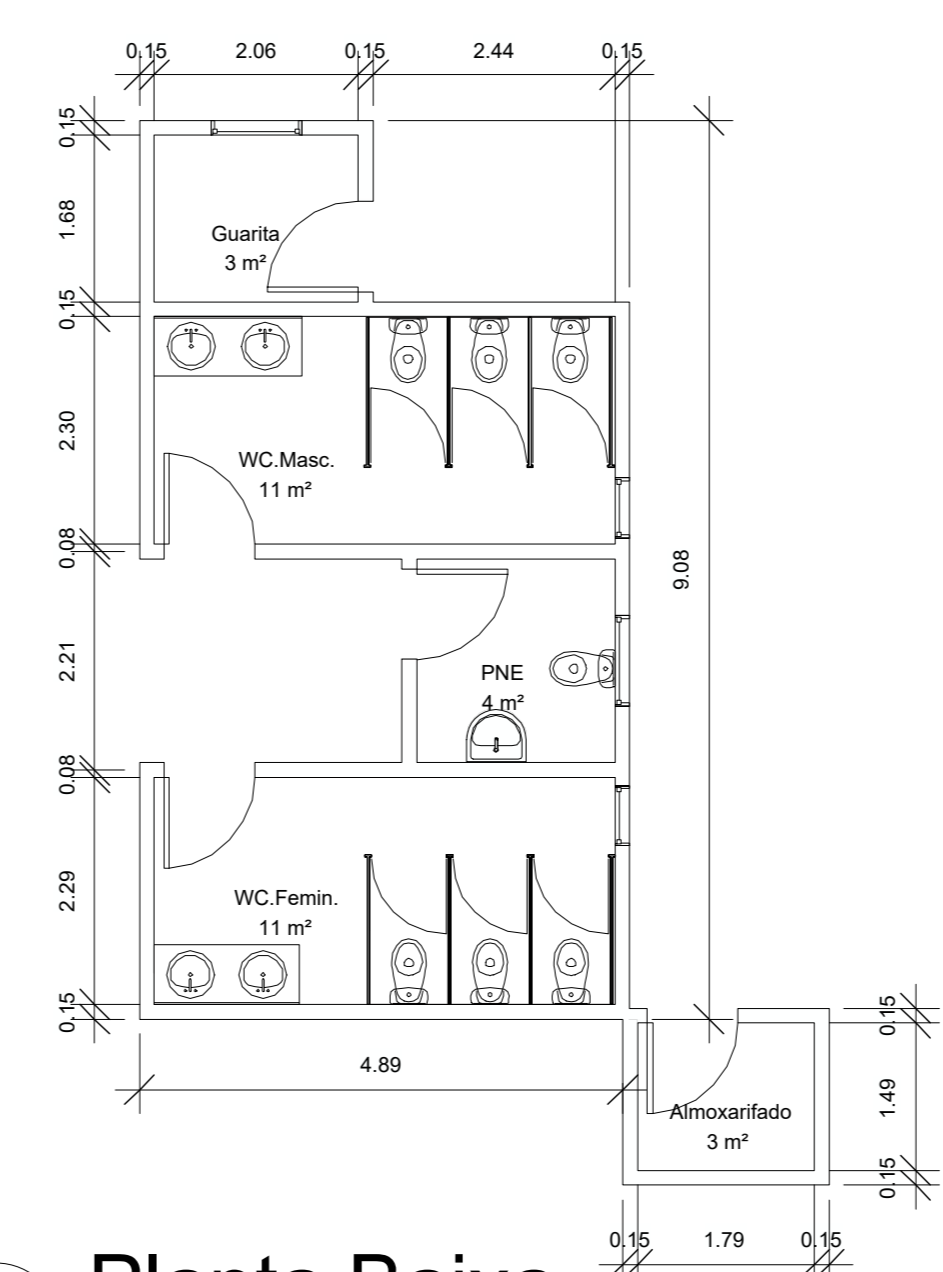 0.15 2.06 0.15 2.44 0.15
0.15
1.68
Guarita
3 m²
0.15
2.30
WC.Masc.
11 m²
0.08
9.08
2.21
PNE
4 m²
0.08
2.29
WC.Femin.
11 m²
0.15
0.15
4.89
1.49
Almoxarifado
3 m²
0.15
0.15 1.79 0.15
Planta Baixa